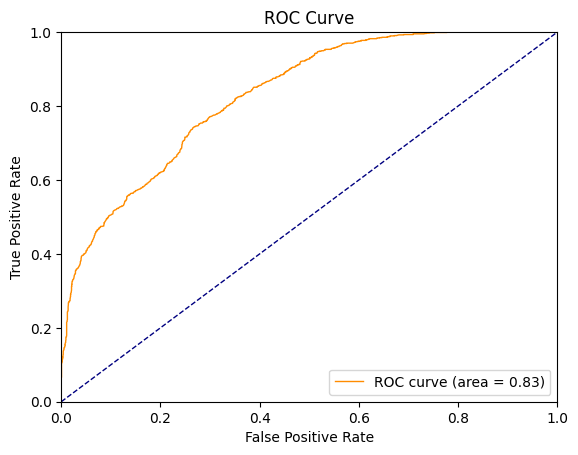 ROC Curve
1.0
0.8
0.6
0.4
0.2
0.0
True Positive Rate
ROC curve (area = 0.83)
0.0 0.2 0.4 0.6 0.8 1.0
False Positive Rate